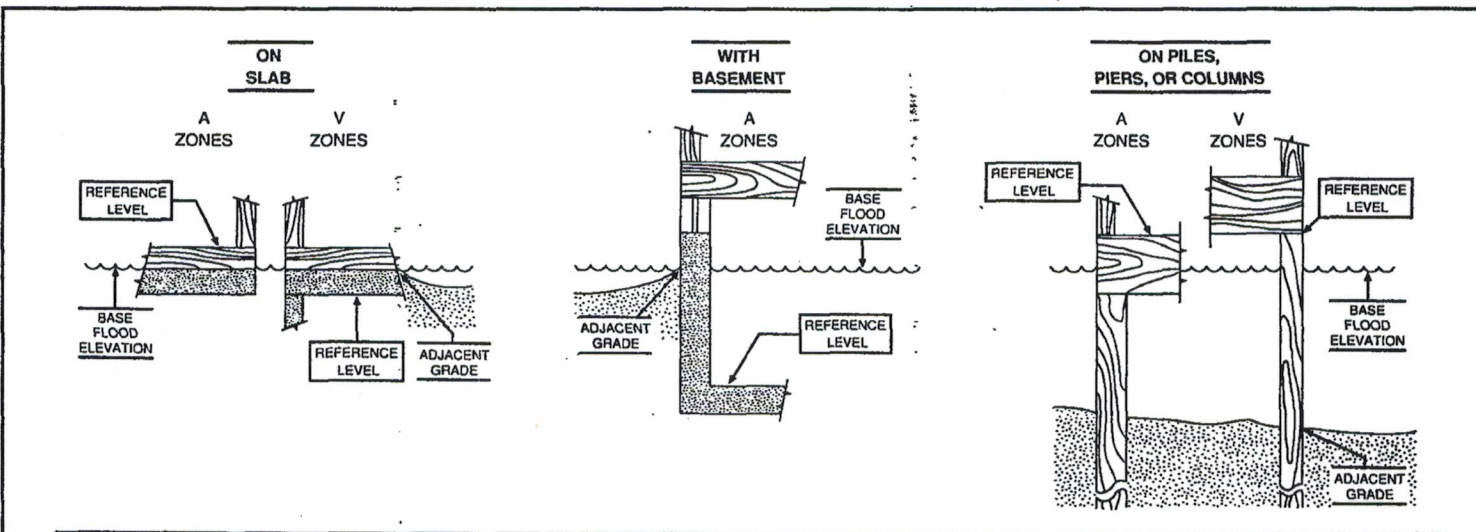 ON
SLAB
A
ZONES
V
ZONES
REFERENCE
LEVEL
BASE
FLOOD
ELEVATION
REFERENCE
LEVEL
ADJACENT
GRADE
WITH
BASEMENT
A
ZONES
BASE
FLOOD
ELEVATION
ADJACENT
GRADE
REFERENCE
LEVEL
ON PILES,
PIERS, OR COLUMNS
A
ZONES
V
ZONES
REFERENCE
LEVEL
REFERENCE
LEVEL
BASE
FLOOD
ELEVATION
ADJACENT
GRADE